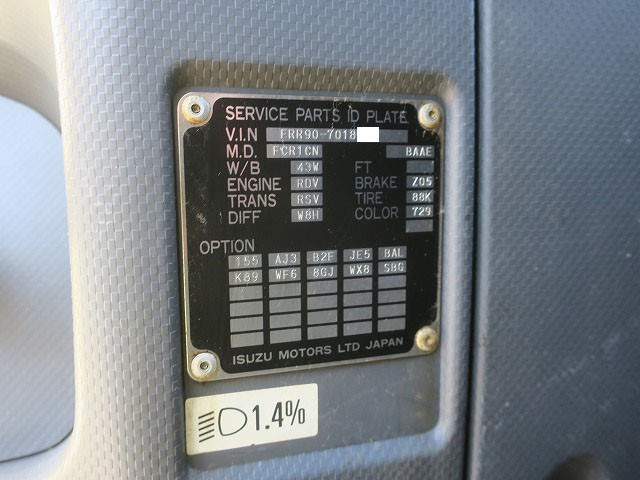 SERVICE PARTS ID PLATE
V.I.N FRR90-7018
M.D. FCR1CN BAAE
W/B 43W FT
ENGINE RDV BRAKE Z05
TRANS RSV TIRE 88K
DIFF W8H COLOR 729
OPTION
155 AJ3 B2F JE5 BAL
K89 WF6 8GJ WX8 SBG
ISUZU MOTORS LTD JAPAN
1.4%